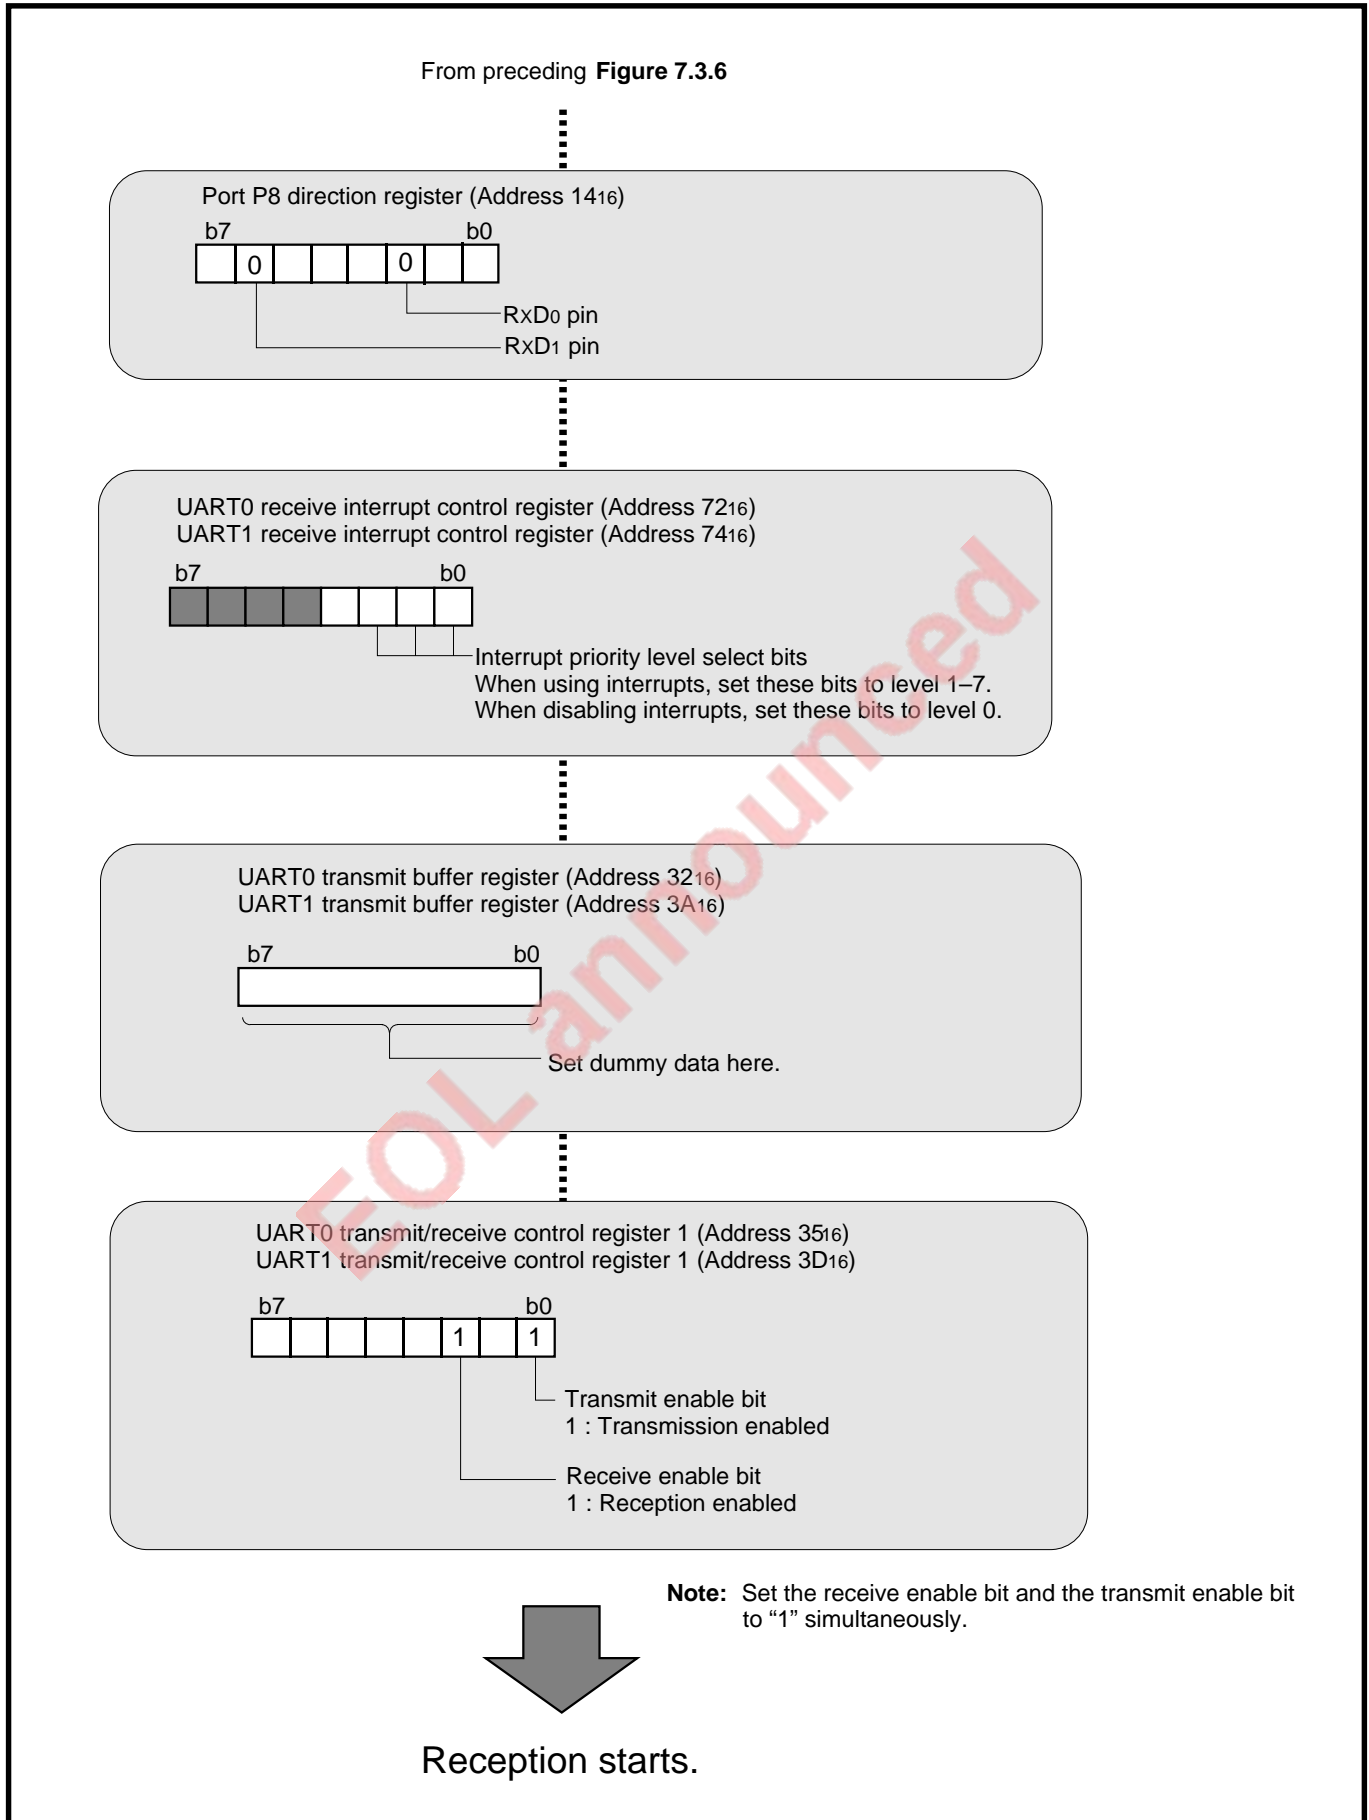 From preceding Figure 7.3.6
Port P8 direction register (Address 1416)
b7 b0
0 0
RXD0 pin
RXD1 pin
UART0 receive interrupt control register (Address 7216)
UART1 receive interrupt control register (Address 7416)
b7 b0
Interrupt priority level select bits
When using interrupts, set these bits to level 1–7.
When disabling interrupts, set these bits to level 0.
UART0 transmit buffer register (Address 3216)
UART1 transmit buffer register (Address 3A16)
b7 b0
Set dummy data here.
EOL announced
UART0 transmit/receive control register 1 (Address 3516)
UART1 transmit/receive control register 1 (Address 3D16)
b7 b0
1 1
Transmit enable bit
1 : Transmission enabled
Receive enable bit
1 : Reception enabled
Note: Set the receive enable bit and the transmit enable bit
to “1” simultaneously.
Reception starts.